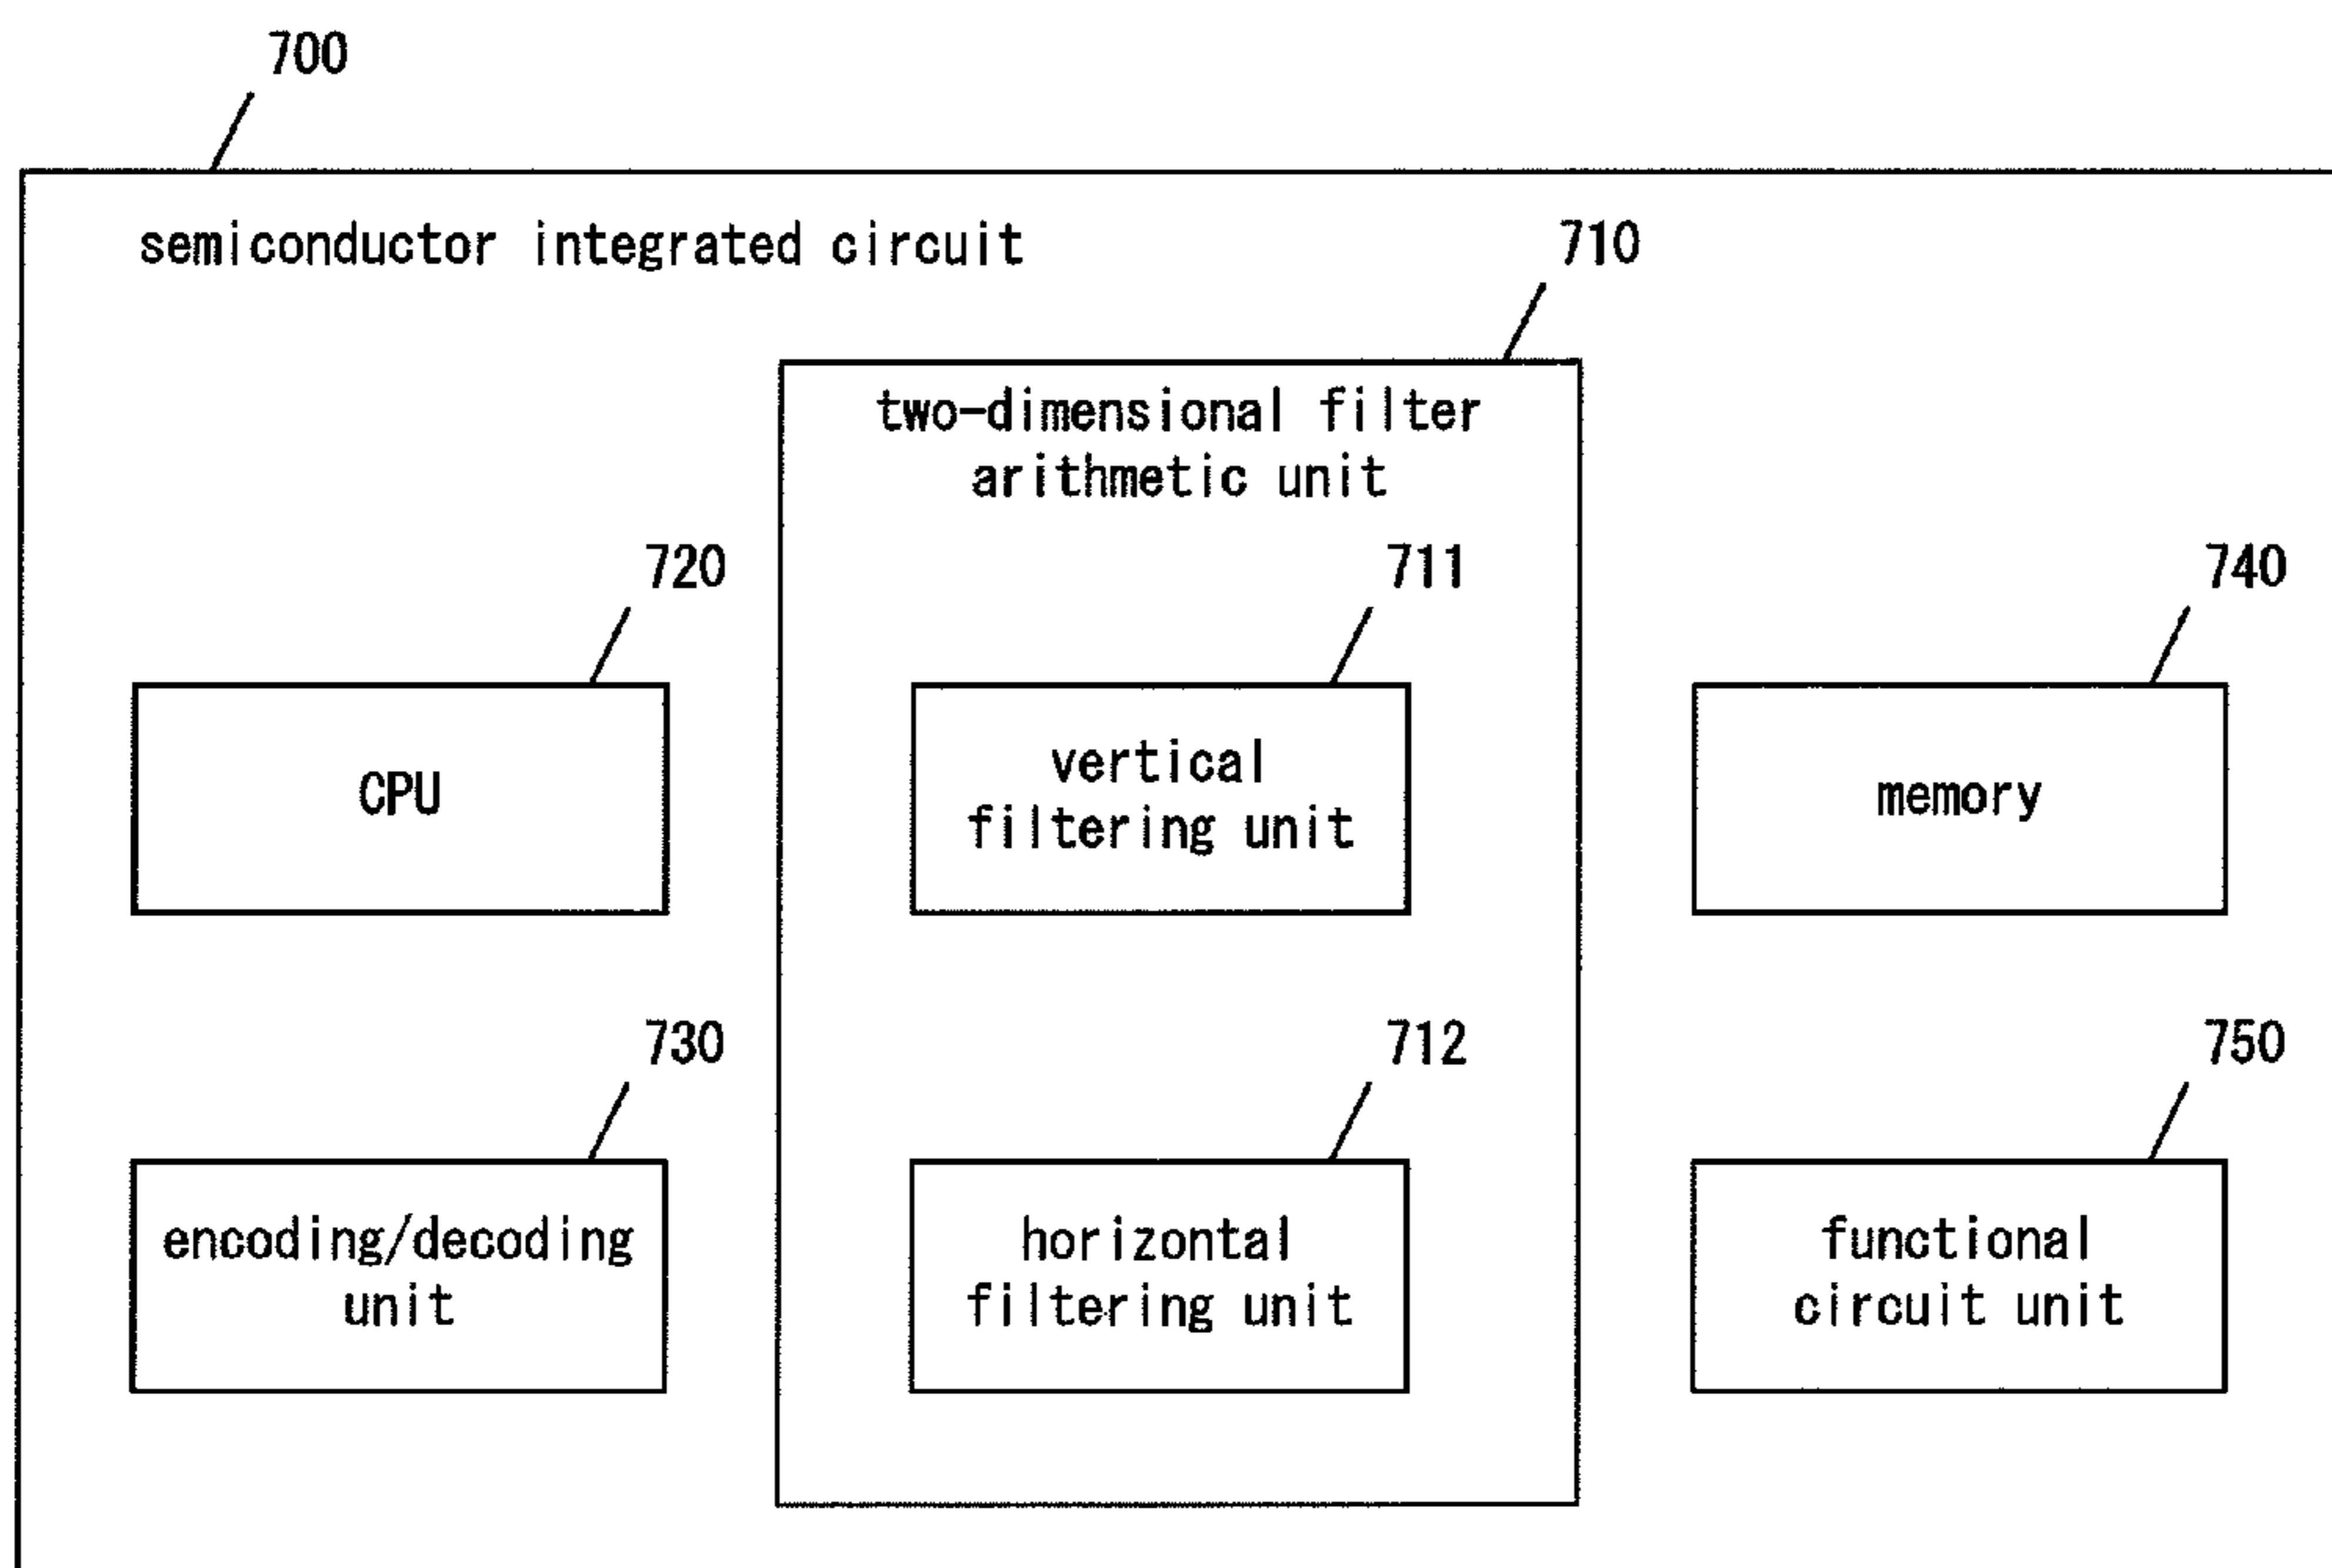 700
semiconductor integrated circuit
710
two-dimensional filter
arithmetic unit
720
711
740
CPU
vertical
filtering unit
memory
730
712
750
encoding/decoding
unit
horizontal
filtering unit
functional
circuit unit